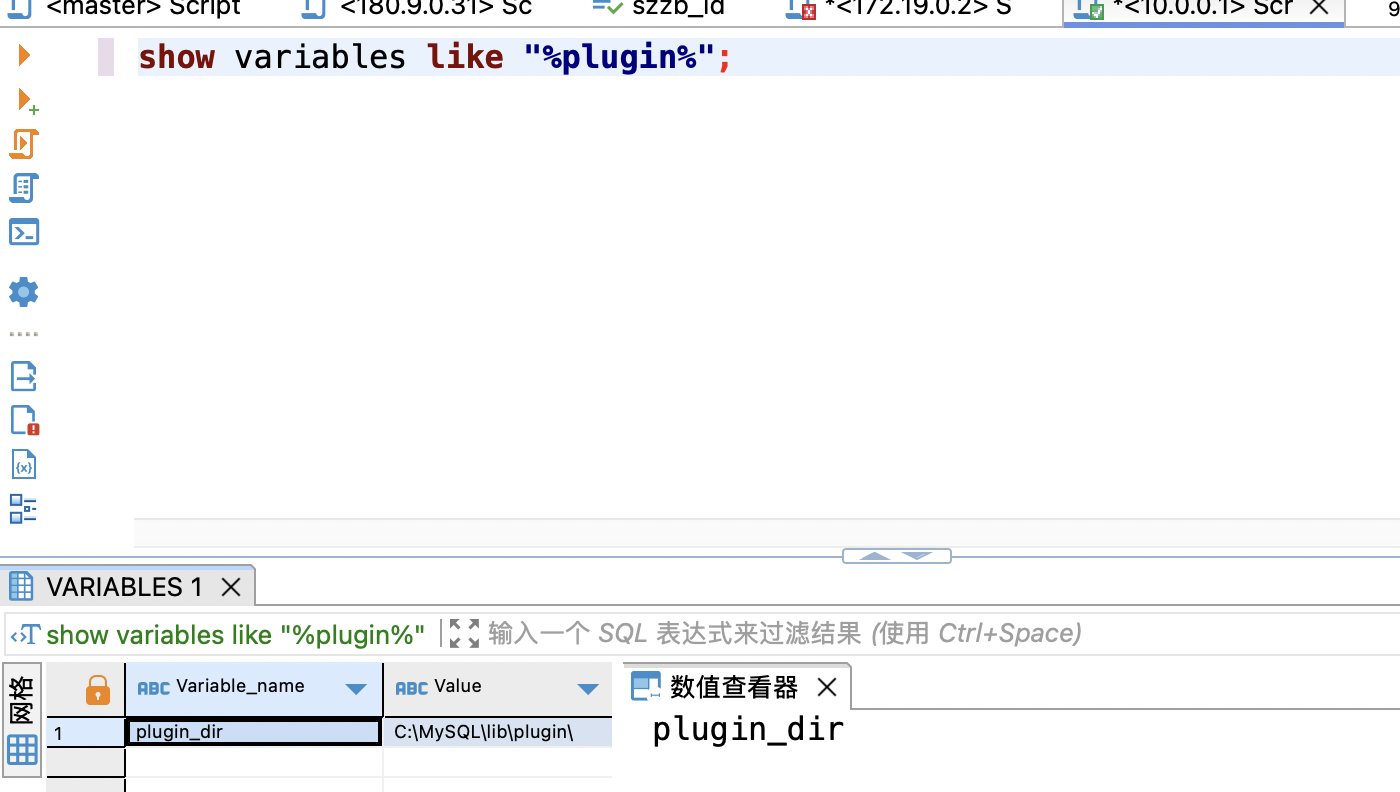 <master> Script <180.9.0.31> Sc szzb_ld *<172.19.0.2> S *<10.0.0.1> Scr
show variables like "%plugin%";
VARIABLES 1
show variables like "%plugin%" 输入一个 SQL 表达式来过滤结果 (使用 Ctrl+Space)
网格
ABC Variable_name ABC Value 数值查看器
1 plugin_dir C:\MySQL\lib\plugin\
plugin_dir